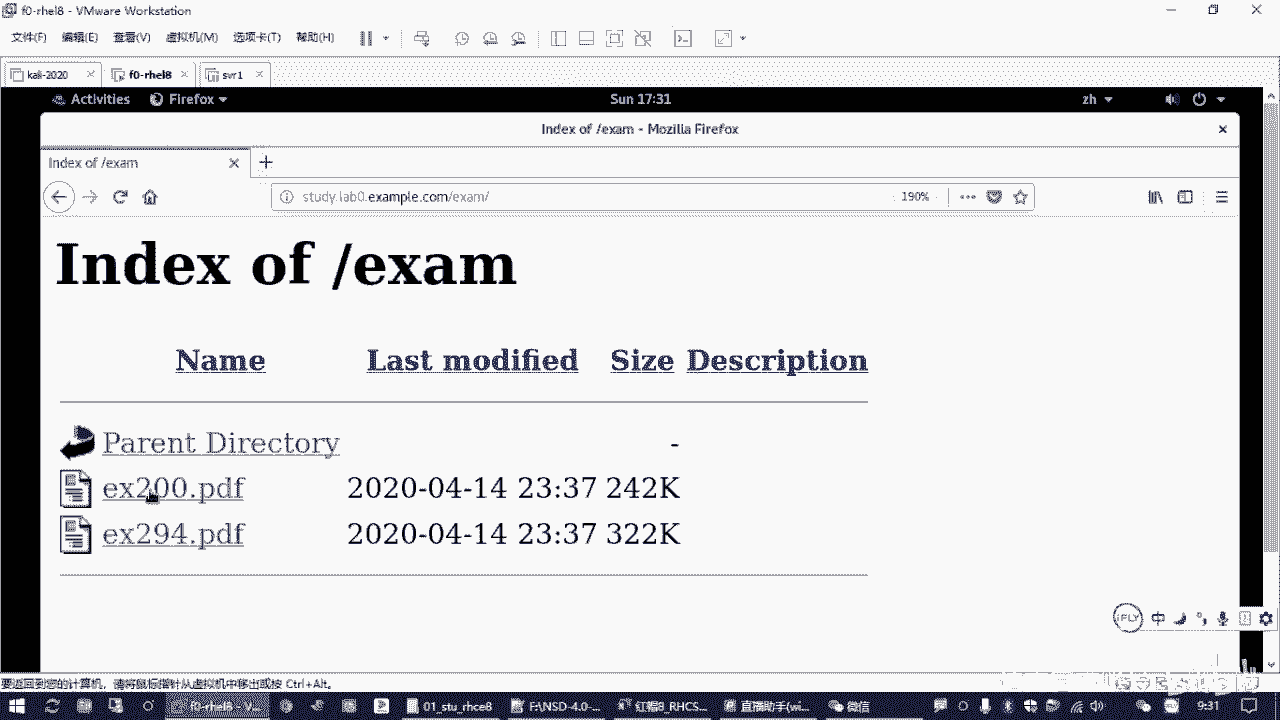 f0-rhel8 - VMware Workstation
文件(F) 编辑(E) 查看(V) 虚拟机(M) 选项卡(T) 帮助(H)
kali-2020 f0-rhel8 svr1
Activities Firefox Sun 17:31 zh
Index of /exam - Mozilla Firefox
Index of /exam
study.lab0.example.com/exam/ 190%
Index of /exam
Name Last modified Size Description
Parent Directory -
ex200.pdf 2020-04-14 23:37 242K
ex294.pdf 2020-04-14 23:37 322K
iFLY 中
要返回到您的计算机，请将鼠标指针从虚拟机中移出或按 Ctrl+Alt。
f0-rhel8 - V... 01_stu_rhce8 F:\NSD-4.0-... 红帽8_RHCS... 直播助手(wi... 微信 中 9:31